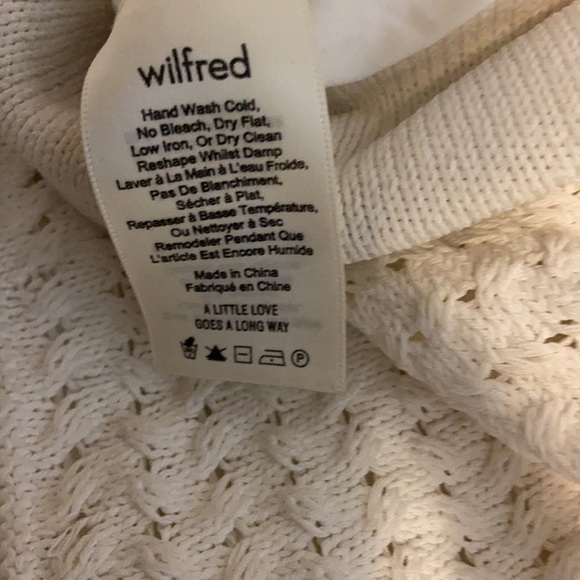 wilfred
Hand Wash Cold,
No Bleach, Dry Flat,
Low Iron, Or Dry Clean
Reshape Whilst Damp
Laver à La Main à L'eau Froide,
Pas De Blanchiment,
Sécher à Plat,
Repasser à Basse Température,
Ou Nettoyer à Sec
Remodeler Pendant Que
L'article Est Encore Humide
Made in China
Fabriqué en Chine
A LITTLE LOVE
GOES A LONG WAY
P